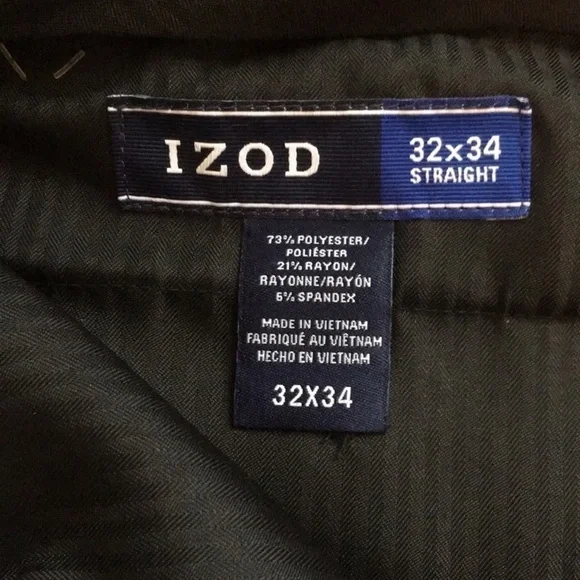 IZOD
32x34
STRAIGHT
73% POLYESTER/
POLIÉSTER
21% RAYON/
RAYONNE/RAYÓN
6% SPANDEX
MADE IN VIETNAM
FABRIQUÉ AU VIÊTNAM
HECHO EN VIETNAM
32X34